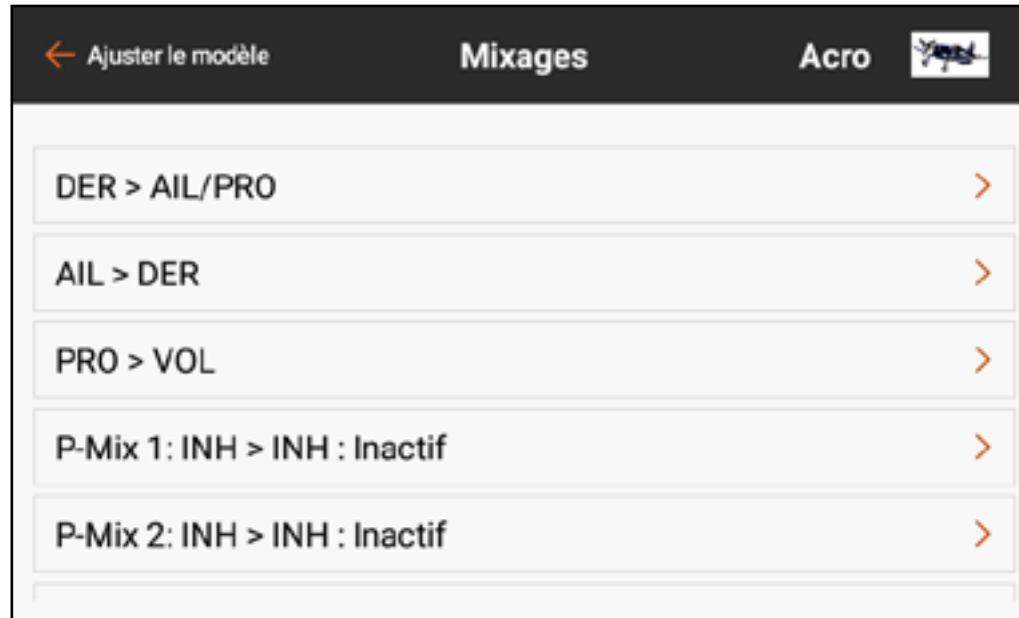 Ajuster le modèle Mixages Acro
DER > AIL/PRO
AIL > DER
PRO > VOL
P-Mix 1: INH > INH : Inactif
P-Mix 2: INH > INH : Inactif